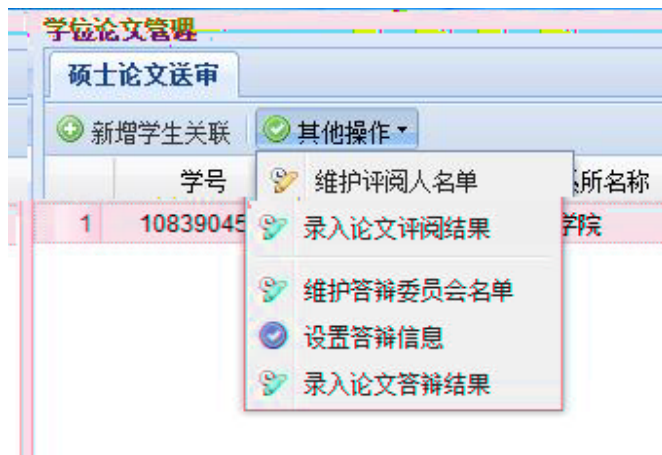 学位论文管理
硕士论文送审
新增学生关联 其他操作
学号 所名称
维护评阅人名单
1 10839045 学院
录入论文评阅结果
维护答辩委员会名单
设置答辩信息
录入论文答辩结果